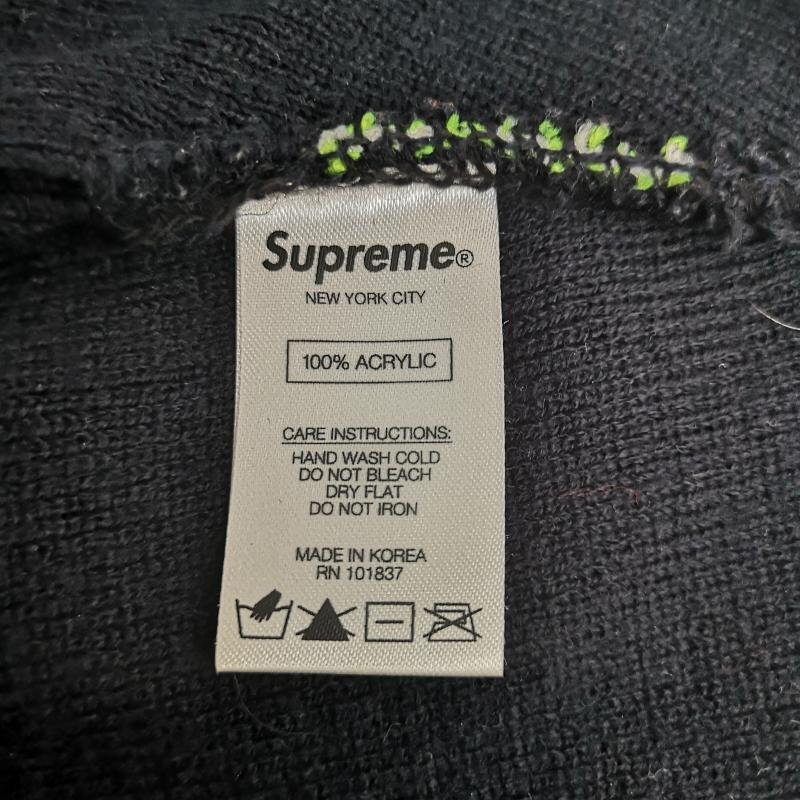 Supreme®
NEW YORK CITY
100% ACRYLIC
CARE INSTRUCTIONS:
HAND WASH COLD
DO NOT BLEACH
DRY FLAT
DO NOT IRON
MADE IN KOREA
RN 101837